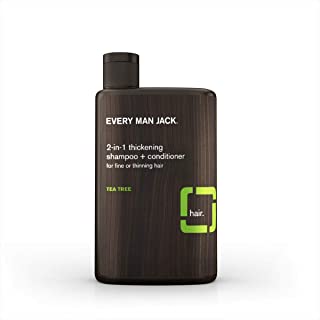 EVERY MAN JACK.
2-in-1 thickening
shampoo + conditioner
for fine or thinning hair
TEA TREE
hair.